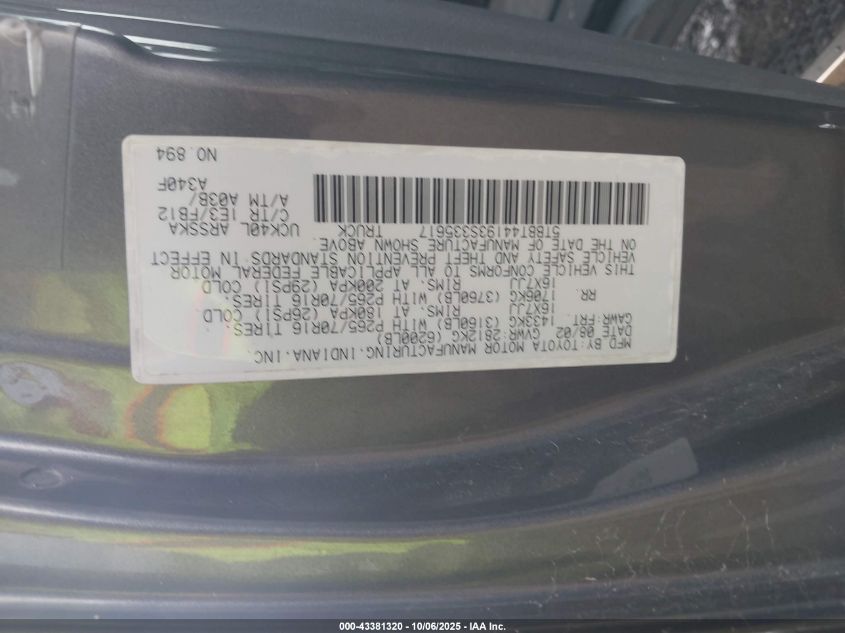 MFD BY:TOYOTA MOTOR MANUFACTURING.INDIANA.INC
DATE 08/02 GVWR:2812KG (6200LB)
GAWR:FRT. 1433KG (3160LB) WITH P265/70R16 TIRES.
16X7JJ RIMS. AT 180KPA (26PSI) COLD
RR. 1706KG (3760LB) WITH P265/70R16 TIRES.
16X7JJ RIMS. AT 200KPA (29PSI) COLD
THIS VEHICLE CONFORMS TO ALL APPLICABLE FEDERAL MOTOR
VEHICLE SAFETY AND THEFT PREVENTION STANDARDS IN EFFECT
ON THE DATE OF MANUFACTURE SHOWN ABOVE.
5TBBT44193S335617 TRUCK UCK40L ARSSKA
C/TR 1E3/FB12
A/TM A03B/
A340F
NO 894
000-43381320 - 10/06/2025 - IAA Inc.